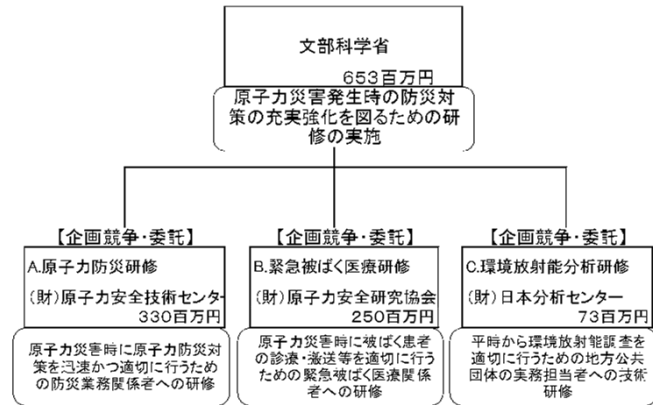 文部科学省
653百万円
原子力災害発生時の防災対
策の充実強化を図るための研
修の実施
【企画競争・委託】
A.原子力防災研修
(財)原子力安全技術センター
330百万円
原子力災害時に原子力防災対
策を迅速かつ適切に行うため
の防災業務関係者への研修
【企画競争・委託】
B.緊急被ばく医療研修
(財)原子力安全研究協会
250百万円
原子力災害時に被ばく患者
の診療・搬送等を適切に行う
ための緊急被ばく医療関係
者への研修
【企画競争・委託】
C.環境放射能分析研修
(財)日本分析センター
73百万円
平時から環境放射能調査を
適切に行うための地方公共
団体の実務担当者への技術
研修